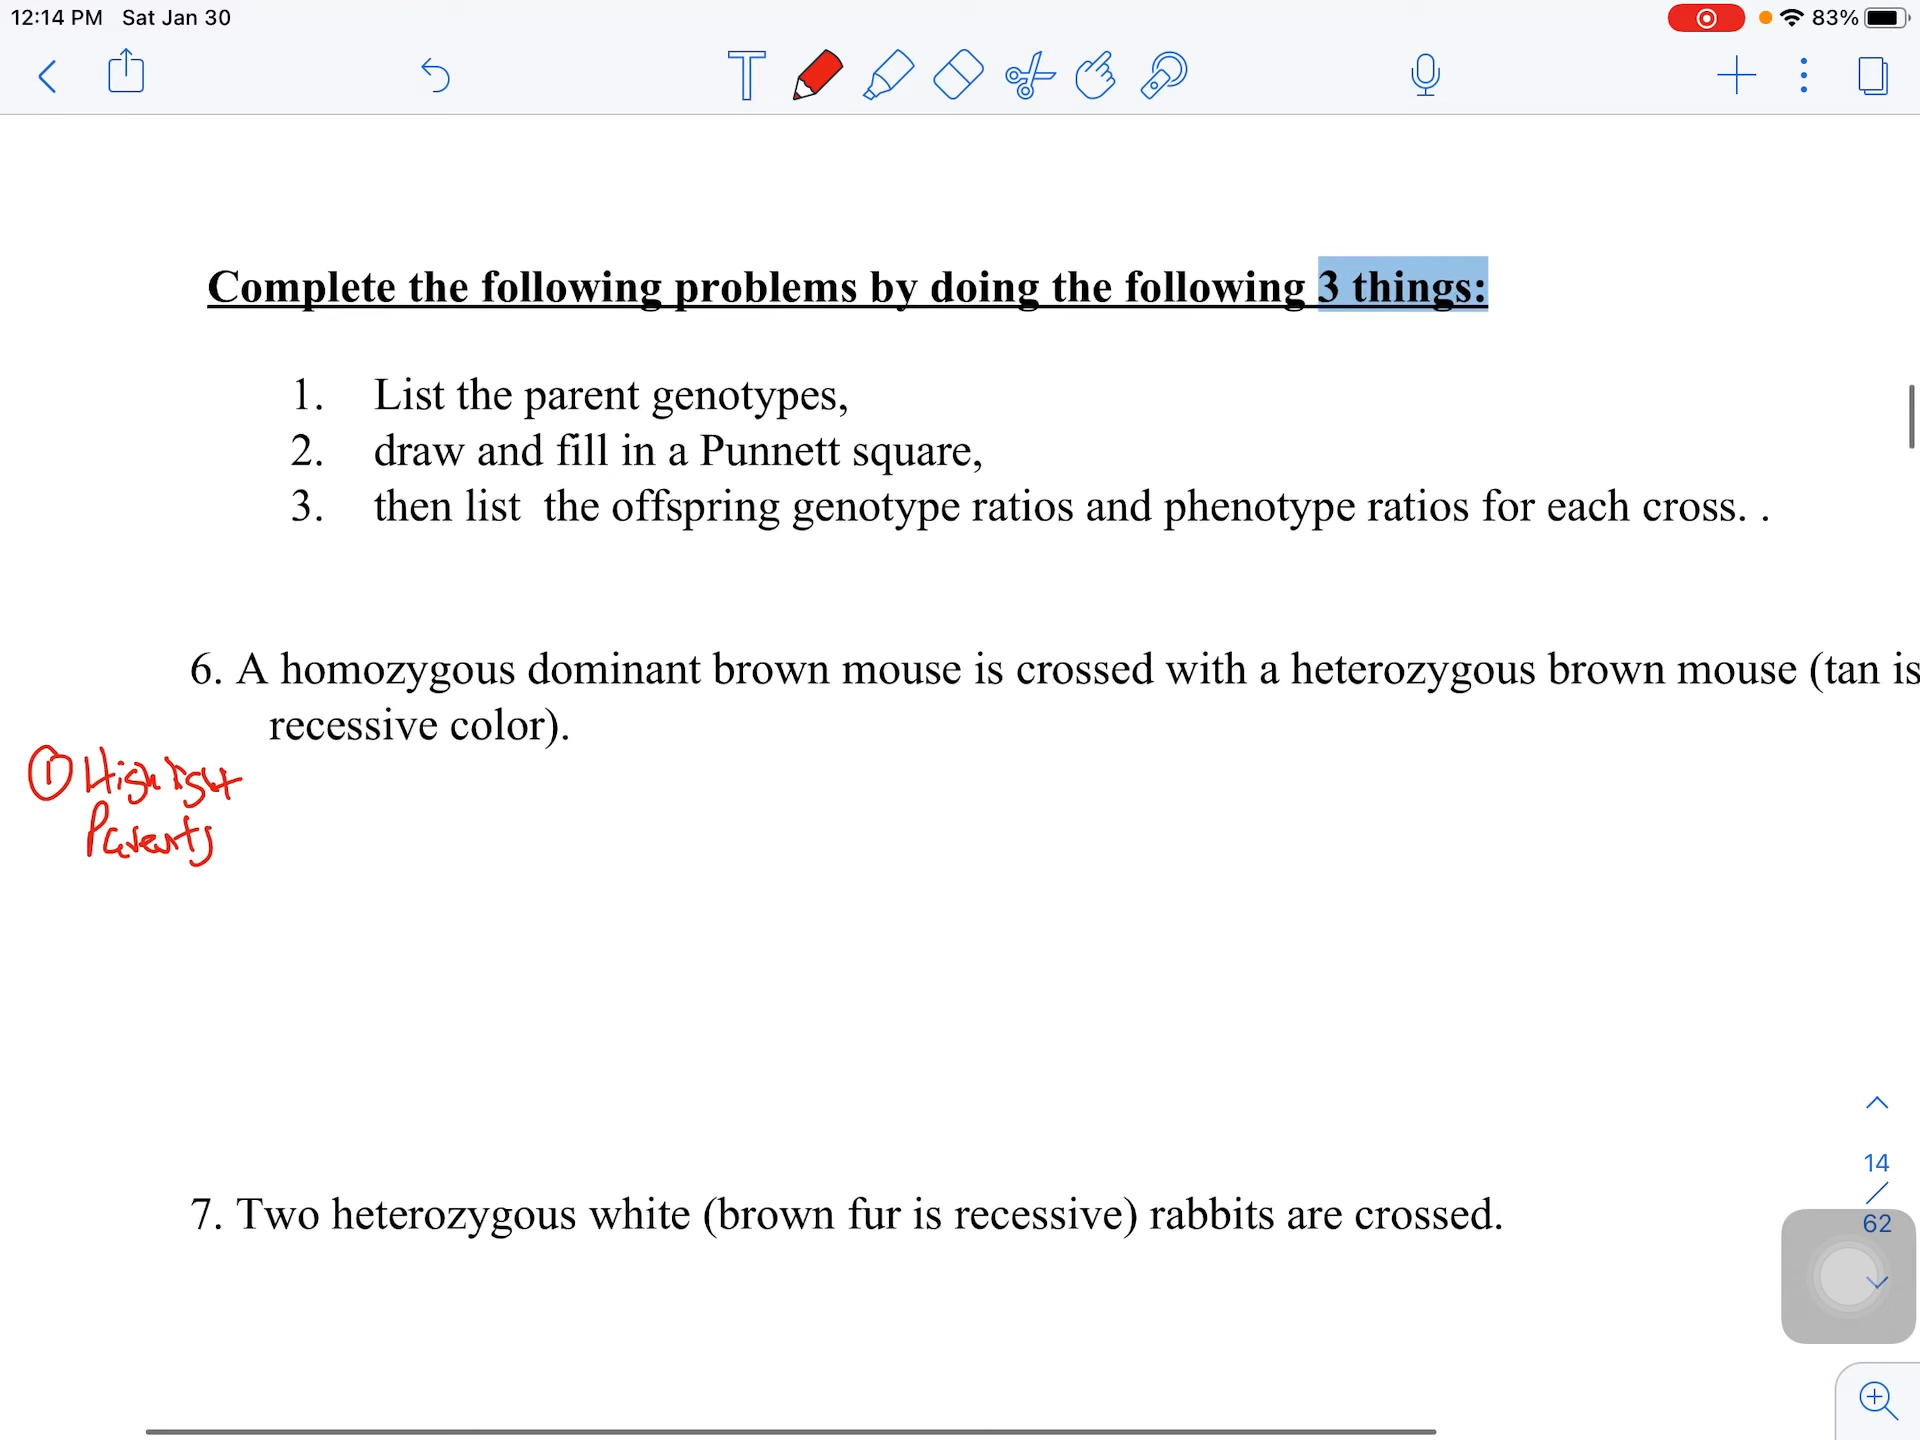 12:14 PM Sat Jan 30
83%
Complete the following problems by doing the following 3 things:
1. List the parent genotypes,
2. draw and fill in a Punnett square,
3. then list the offspring genotype ratios and phenotype ratios for each cross. .
6. A homozygous dominant brown mouse is crossed with a heterozygous brown mouse (tan is
recessive color).
① Highlight
Parents
14
/
62
7. Two heterozygous white (brown fur is recessive) rabbits are crossed.